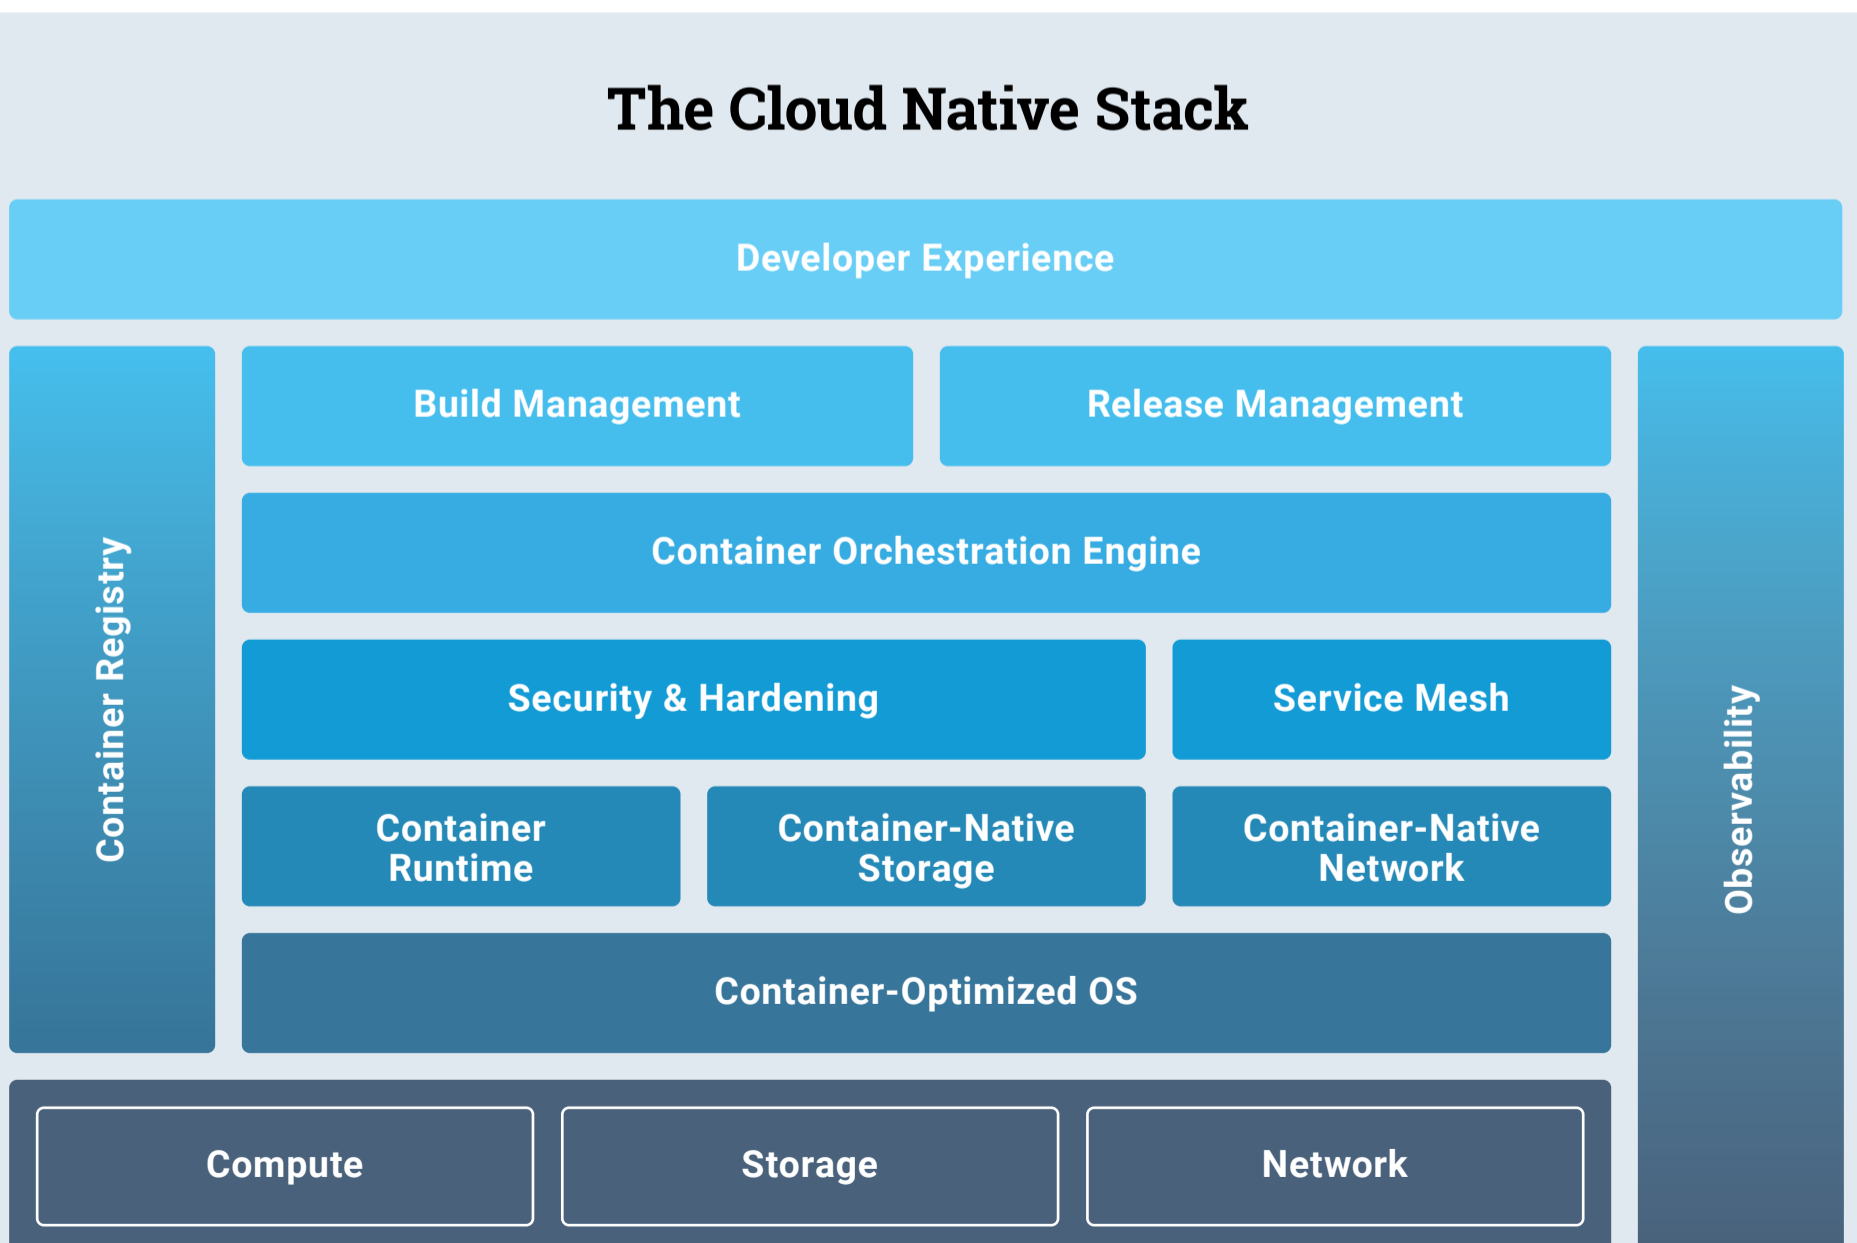 The Cloud Native Stack
Developer Experience
Container Registry
Build Management
Release Management
Container Orchestration Engine
Security & Hardening
Service Mesh
Container
Runtime
Container-Native
Storage
Container-Native
Network
Container-Optimized OS
Observability
Compute
Storage
Network